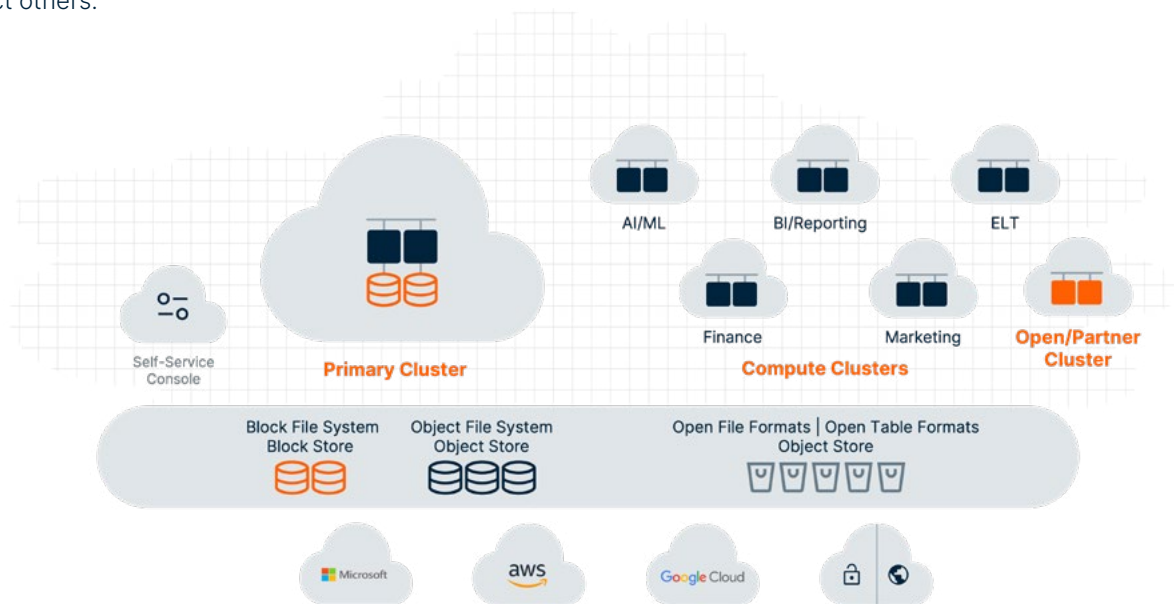 ct others.
AI/ML
BI/Reporting
ELT
Finance
Marketing
Self-Service
Console
Primary Cluster
Compute Clusters
Open/Partner
Cluster
Block File System
Block Store
Object File System
Object Store
Open File Formats | Open Table Formats
Object Store
Microsoft
aws
Google Cloud